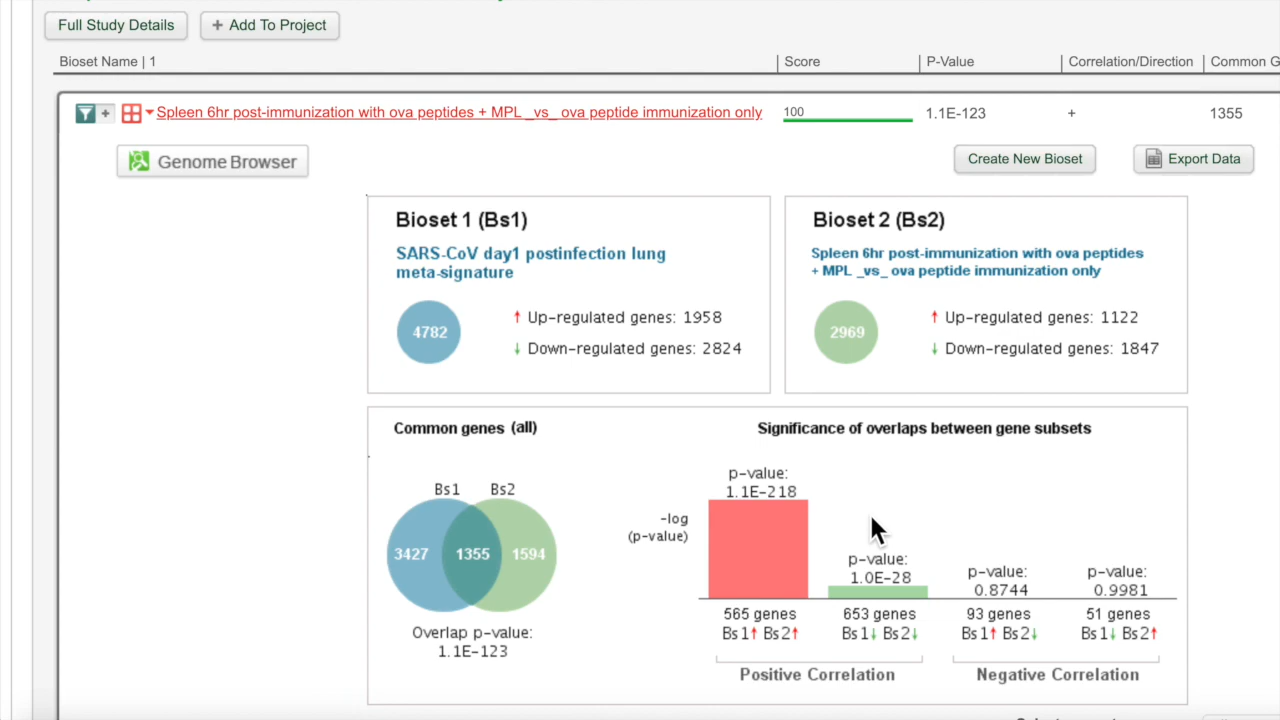 Full Study Details
+ Add To Project
Bioset Name | 1
Score
P-Value
Correlation/Direction
Common G
+
Spleen 6hr post-immunization with ova peptides + MPL _vs_ ova peptide immunization only
100
1.1E-123
+
1355
Genome Browser
Create New Bioset
Export Data
Bioset 1 (Bs1)
SARS-CoV day1 postinfection lung
meta-signature
4782
↑ Up-regulated genes: 1958
↓ Down-regulated genes: 2824
Bioset 2 (Bs2)
Spleen 6hr post-immunization with ova peptides
+ MPL _vs_ ova peptide immunization only
2969
↑ Up-regulated genes: 1122
↓ Down-regulated genes: 1847
Common genes (all)
Bs1
Bs2
3427
1355
1594
Overlap p-value:
1.1E-123
Significance of overlaps between gene subsets
-log
(p-value)
p-value:
1.1E-218
p-value:
1.0E-28
p-value:
0.8744
p-value:
0.9981
565 genes
Bs1↑ Bs2↑
653 genes
Bs1↓ Bs2↓
93 genes
Bs1↑ Bs2↓
51 genes
Bs1↓ Bs2↑
Positive Correlation
Negative Correlation